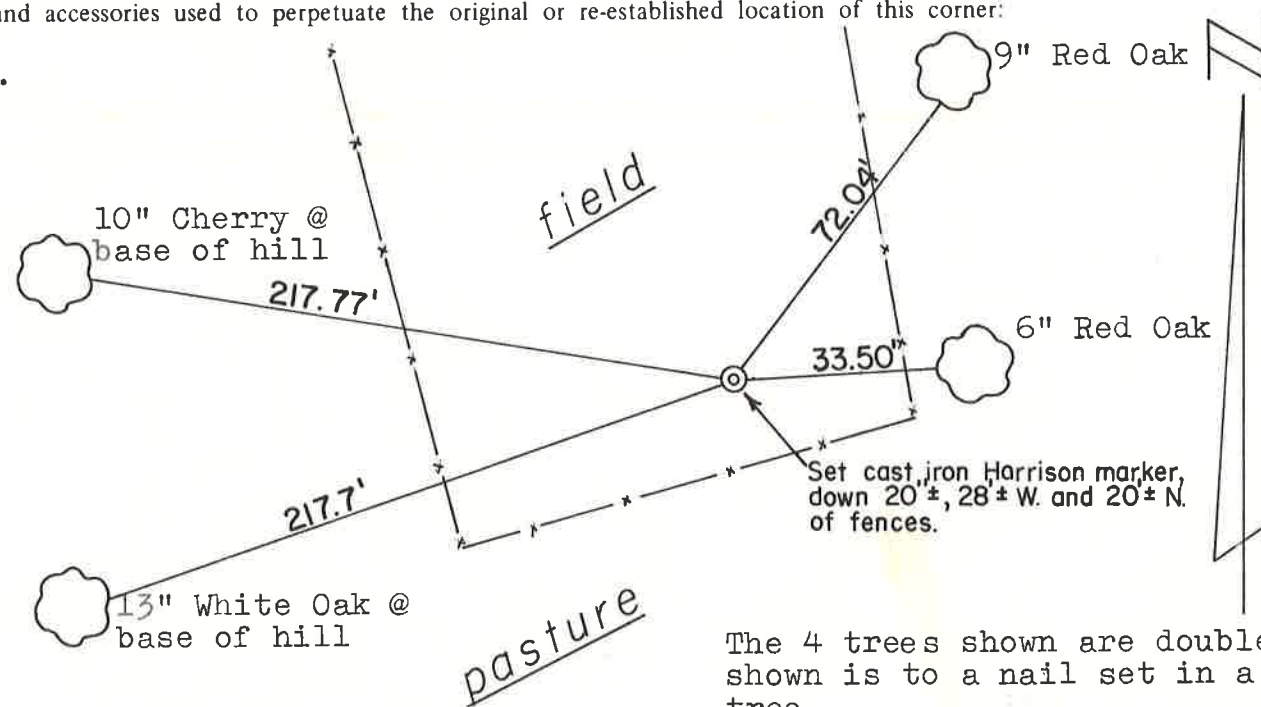 and accessories used to perpetuate the original or re-established location of this corner:
9" Red Oak
field
72.04'
10" Cherry @
base of hill
217.77'
6" Red Oak
33.50'
Set cast iron Harrison marker,
down 20"±, 28'± W. and 20'± N.
of fences.
217.7'
13" White Oak @
base of hill
pasture
The 4 trees shown are double
shown is to a nail set in a
tree